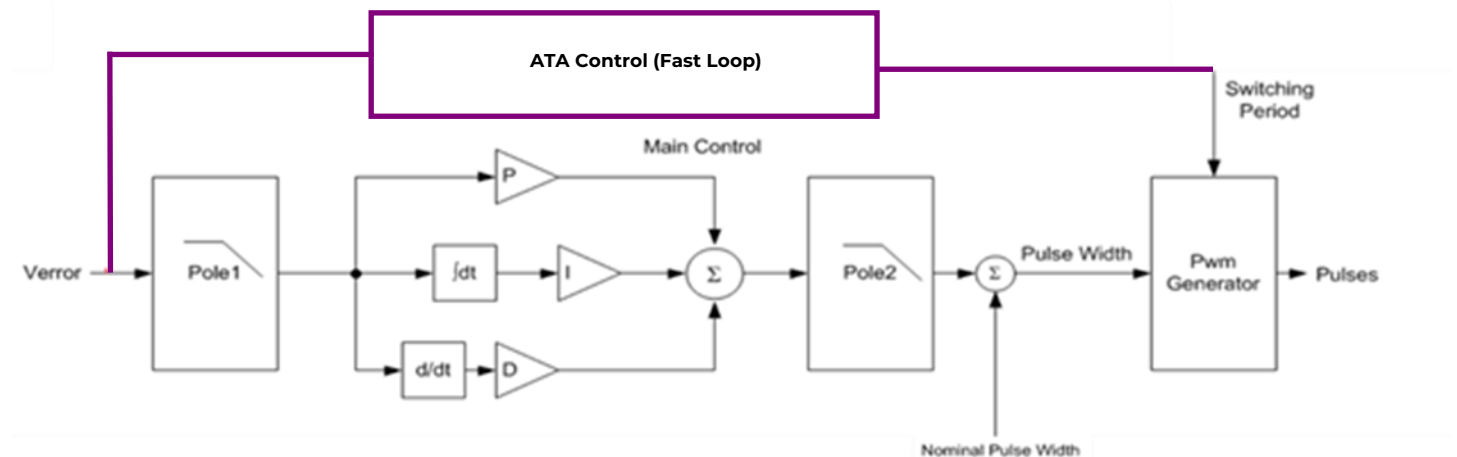 ATA Control (Fast Loop)
Switching
Period
Main Control
P
Verror
Pole1
∫dt
I
Σ
Pole2
Σ
Pulse Width
Pwm
Generator
Pulses
d/dt
D
Nominal Pulse Width